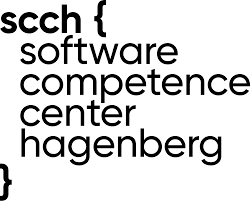 scch {
software
competence
center
hagenberg
}